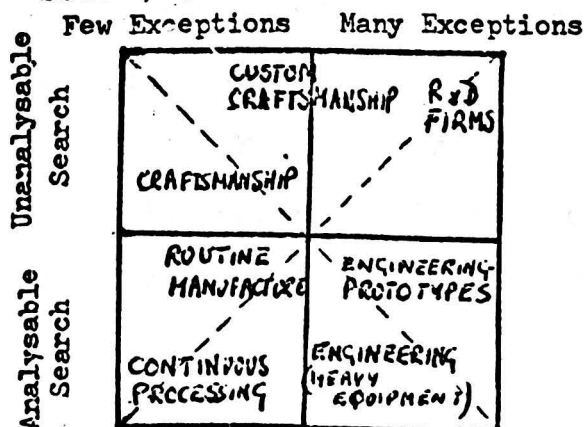 Few Exceptions Many Exceptions
Unanalysable
Search
CUSTOM
CRAFTSMANSHIP
R & D
FIRMS
CRAFTSMANSHIP
ROUTINE
MANUFACTURE
ENGINEERING
PROTOTYPES
Analysable
Search
CONTINUOUS
PROCESSING
ENGINEERING
(HEAVY
EQUIPMENT)